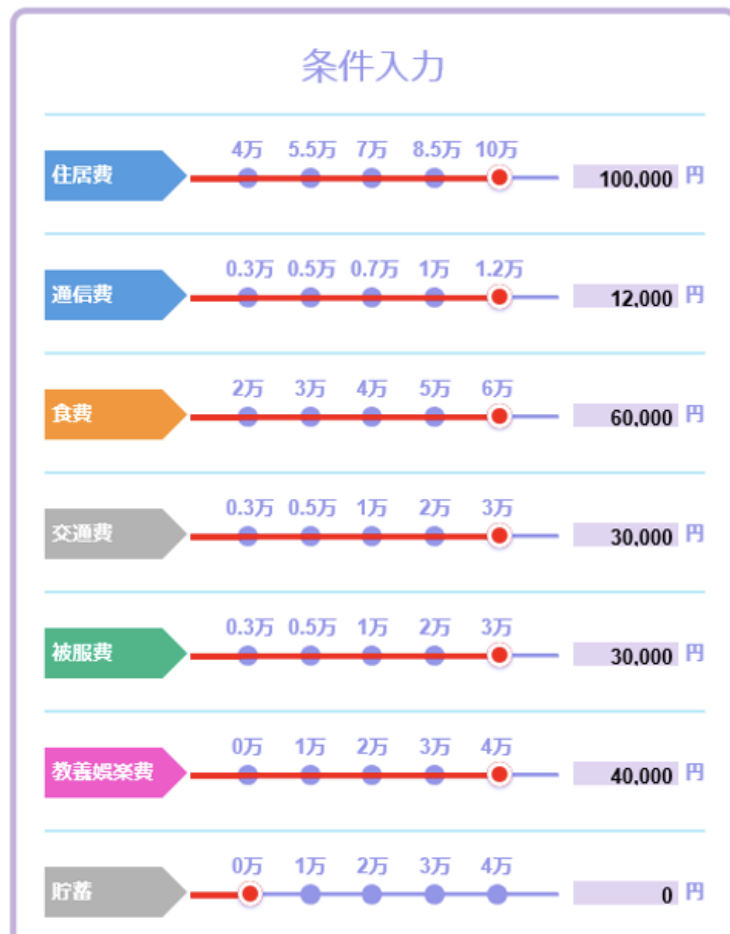 条件入力
4万 5.5万 7万 8.5万 10万
住居費 100,000 円
0.3万 0.5万 0.7万 1万 1.2万
通信費 12,000 円
2万 3万 4万 5万 6万
食費 60,000 円
0.3万 0.5万 1万 2万 3万
交通費 30,000 円
0.3万 0.5万 1万 2万 3万
被服費 30,000 円
0万 1万 2万 3万 4万
教養娯楽費 40,000 円
0万 1万 2万 3万 4万
貯蓄 0 円